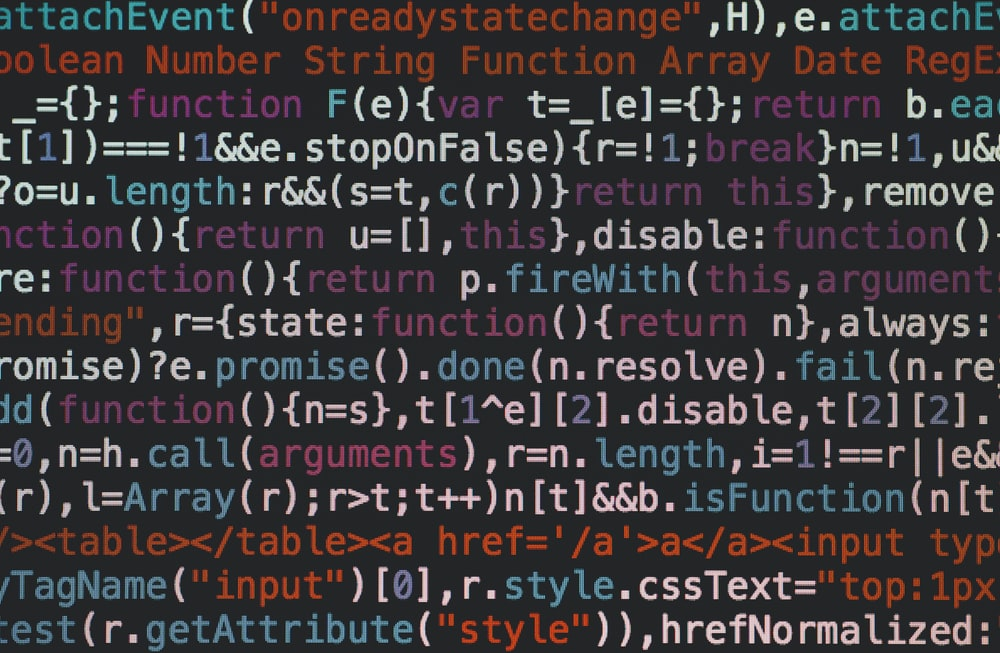 attachEvent("onreadystatechange",H),e.attachE
oolean Number String Function Array Date RegE
_={};function F(e){var t=_[e]={};return b.ea
t[1])===!1&&e.stopOnFalse){r=!1;break}n=!1,u&
?o=u.length:r&&(s=t,c(r))}return this},remove
nction(){return u=[],this},disable:function()
re:function(){return p.fireWith(this,argument
ending",r={state:function(){return n},always:
romise)?e.promise().done(n.resolve).fail(n.re
dd(function(){n=s},t[1^e][2].disable,t[2][2].
=0,n=h.call(arguments),r=n.length,i=1!==r||e&
(r),l=Array(r);r>t;t++)n[t]&&b.isFunction(n[t
/><table></table><a href='/a'>a</a><input typ
yTagName("input")[0],r.style.cssText="top:1px
test(r.getAttribute("style")),hrefNormalized: